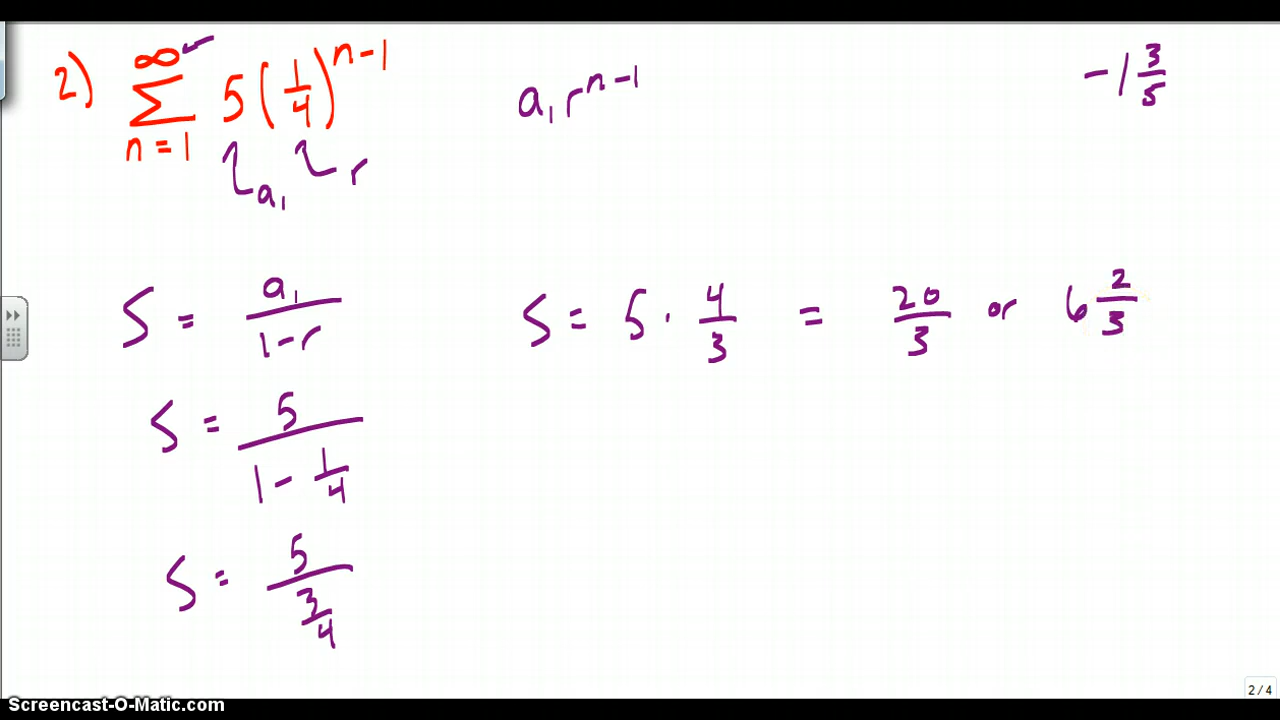 2) ∞ Σ n = 1 5 (1/4)^(n-1)
a₁ r^(n-1)
-1 3/5
a₁ r
S = a₁/(1-r)
S = 5 · 4/3 = 20/3 or 6 2/3
S = 5/(1 - 1/4)
S = 5/(3/4)
2 / 4
Screencast-O-Matic.com